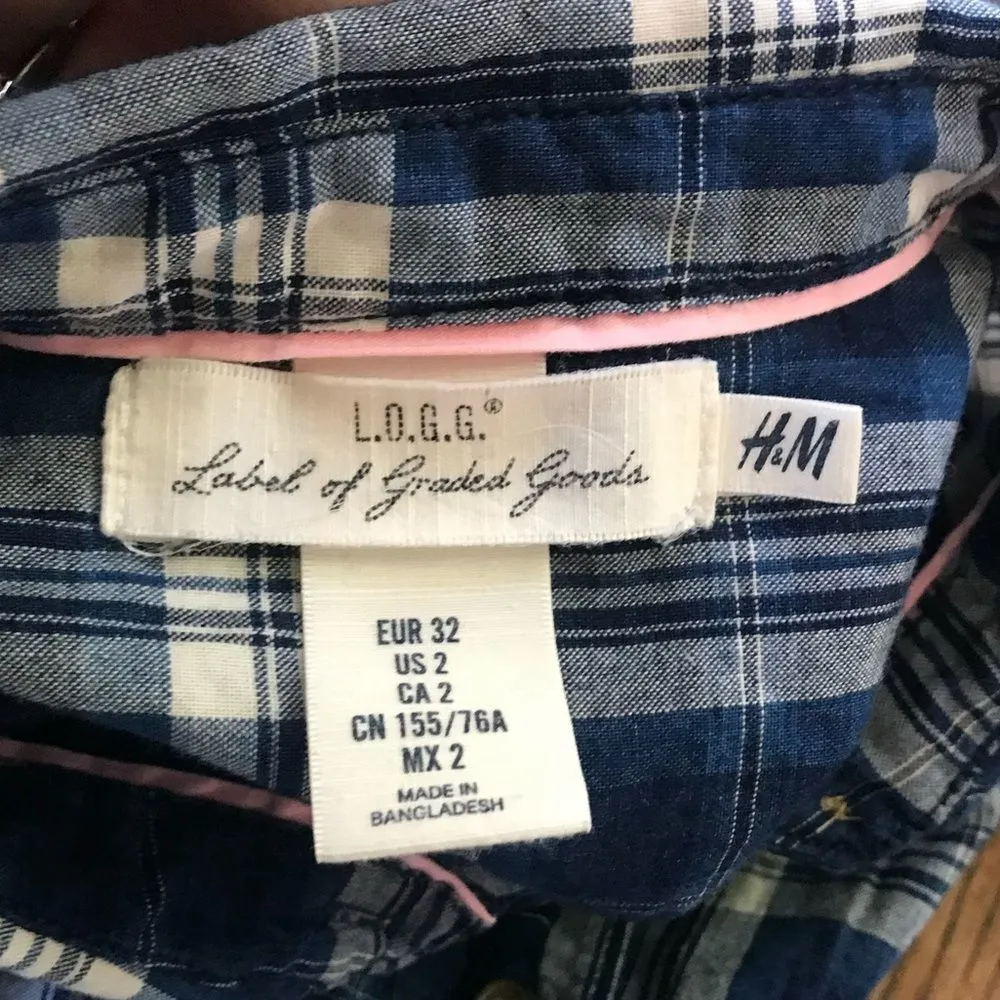 L.O.G.G.®
Label of Graded Goods
H&M
EUR 32
US 2
CA 2
CN 155/76A
MX 2
MADE IN
BANGLADESH